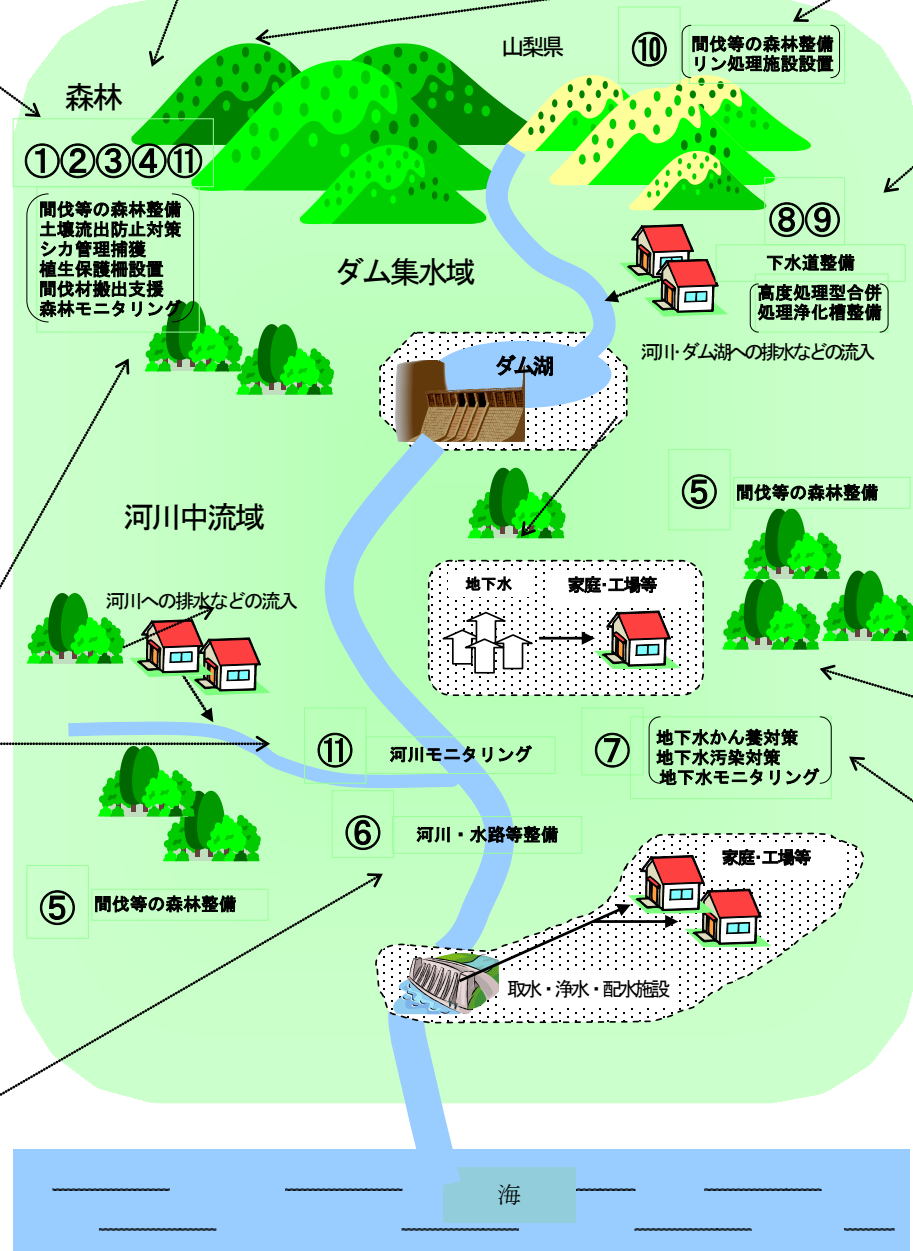 山梨県
⑩
間伐等の森林整備
リン処理施設設置
森林
①②③④⑪
間伐等の森林整備
土壌流出防止対策
シカ管理捕獲
植生保護柵設置
間伐材搬出支援
森林モニタリング
⑧⑨
下水道整備
高度処理型合併
処理浄化槽整備
ダム集水域
河川・ダム湖への排水などの流入
ダム湖
⑤
間伐等の森林整備
河川中流域
地下水
家庭・工場等
河川への排水などの流入
⑪
河川モニタリング
⑦
地下水かん養対策
地下水汚染対策
地下水モニタリング
⑥
河川・水路等整備
家庭・工場等
⑤
間伐等の森林整備
取水・浄水・配水施設
海